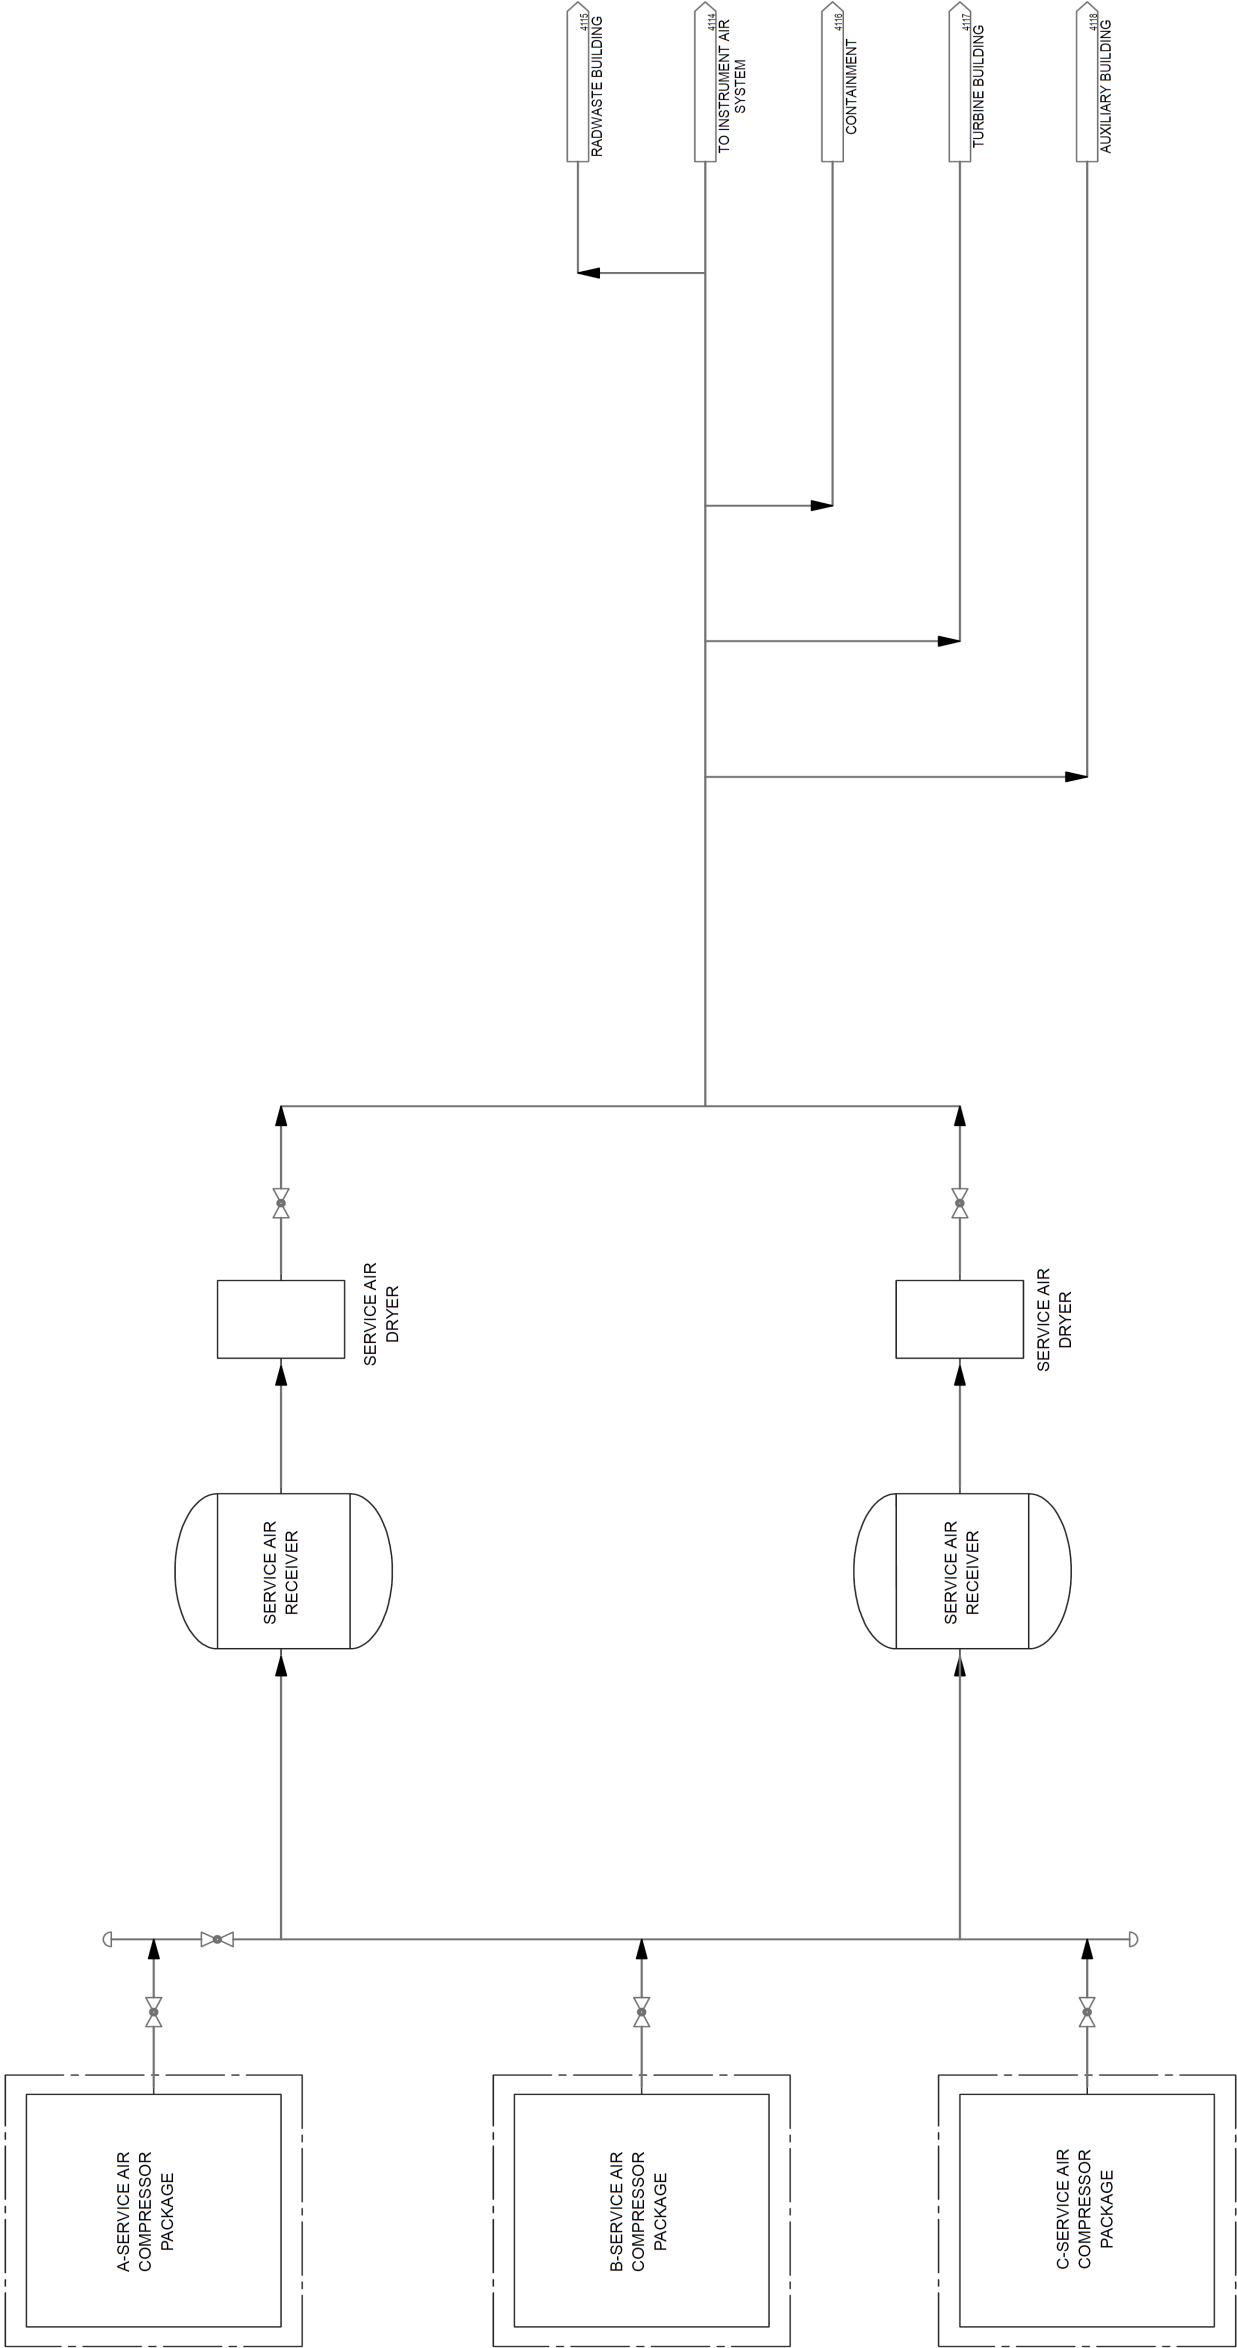 4115
RADWASTE BUILDING
4114
TO INSTRUMENT AIR
SYSTEM
4116
CONTAINMENT
4117
TURBINE BUILDING
4118
AUXILIARY BUILDING
SERVICE AIR
DRYER
SERVICE AIR
DRYER
SERVICE AIR
RECEIVER
SERVICE AIR
RECEIVER
A-SERVICE AIR
COMPRESSOR
PACKAGE
B-SERVICE AIR
COMPRESSOR
PACKAGE
C-SERVICE AIR
COMPRESSOR
PACKAGE